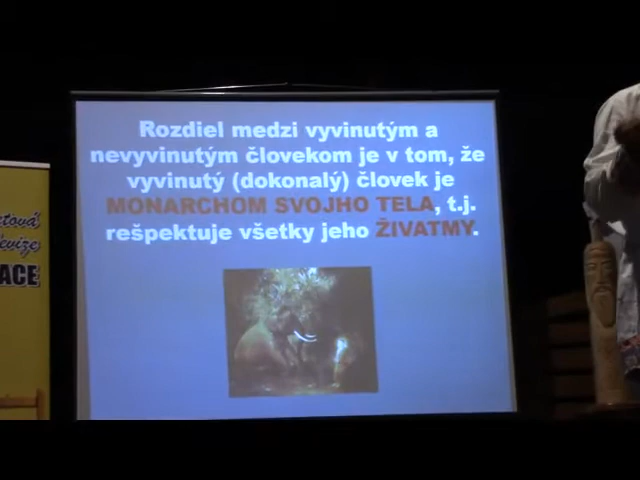 Rozdiel medzi vyvinutým a
nevyvinutým človekom je v tom, že
vyvinutý (dokonalý) človek je
MONARCHOM SVOJHO TELA, t.j.
rešpektuje všetky jeho ŽIVATMY.
ACE